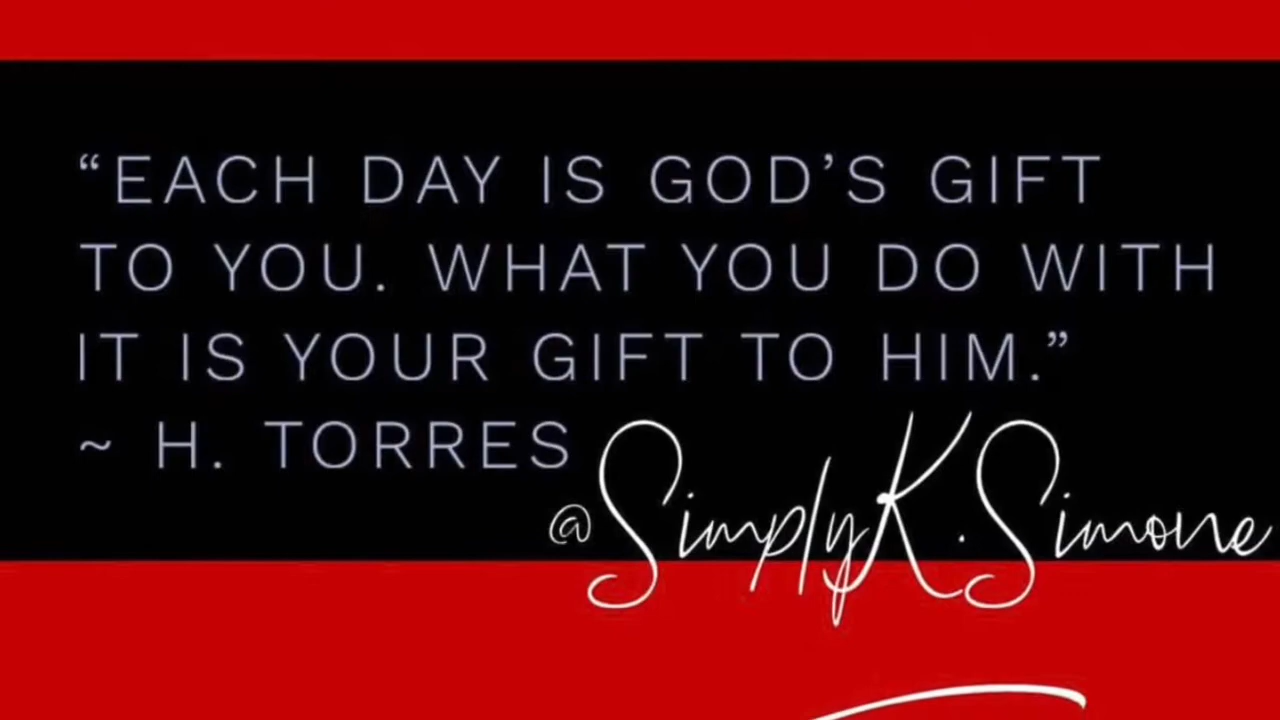 “EACH DAY IS GOD’S GIFT
TO YOU. WHAT YOU DO WITH
IT IS YOUR GIFT TO HIM.”
~ H. TORRES
@SimplyK.Simone